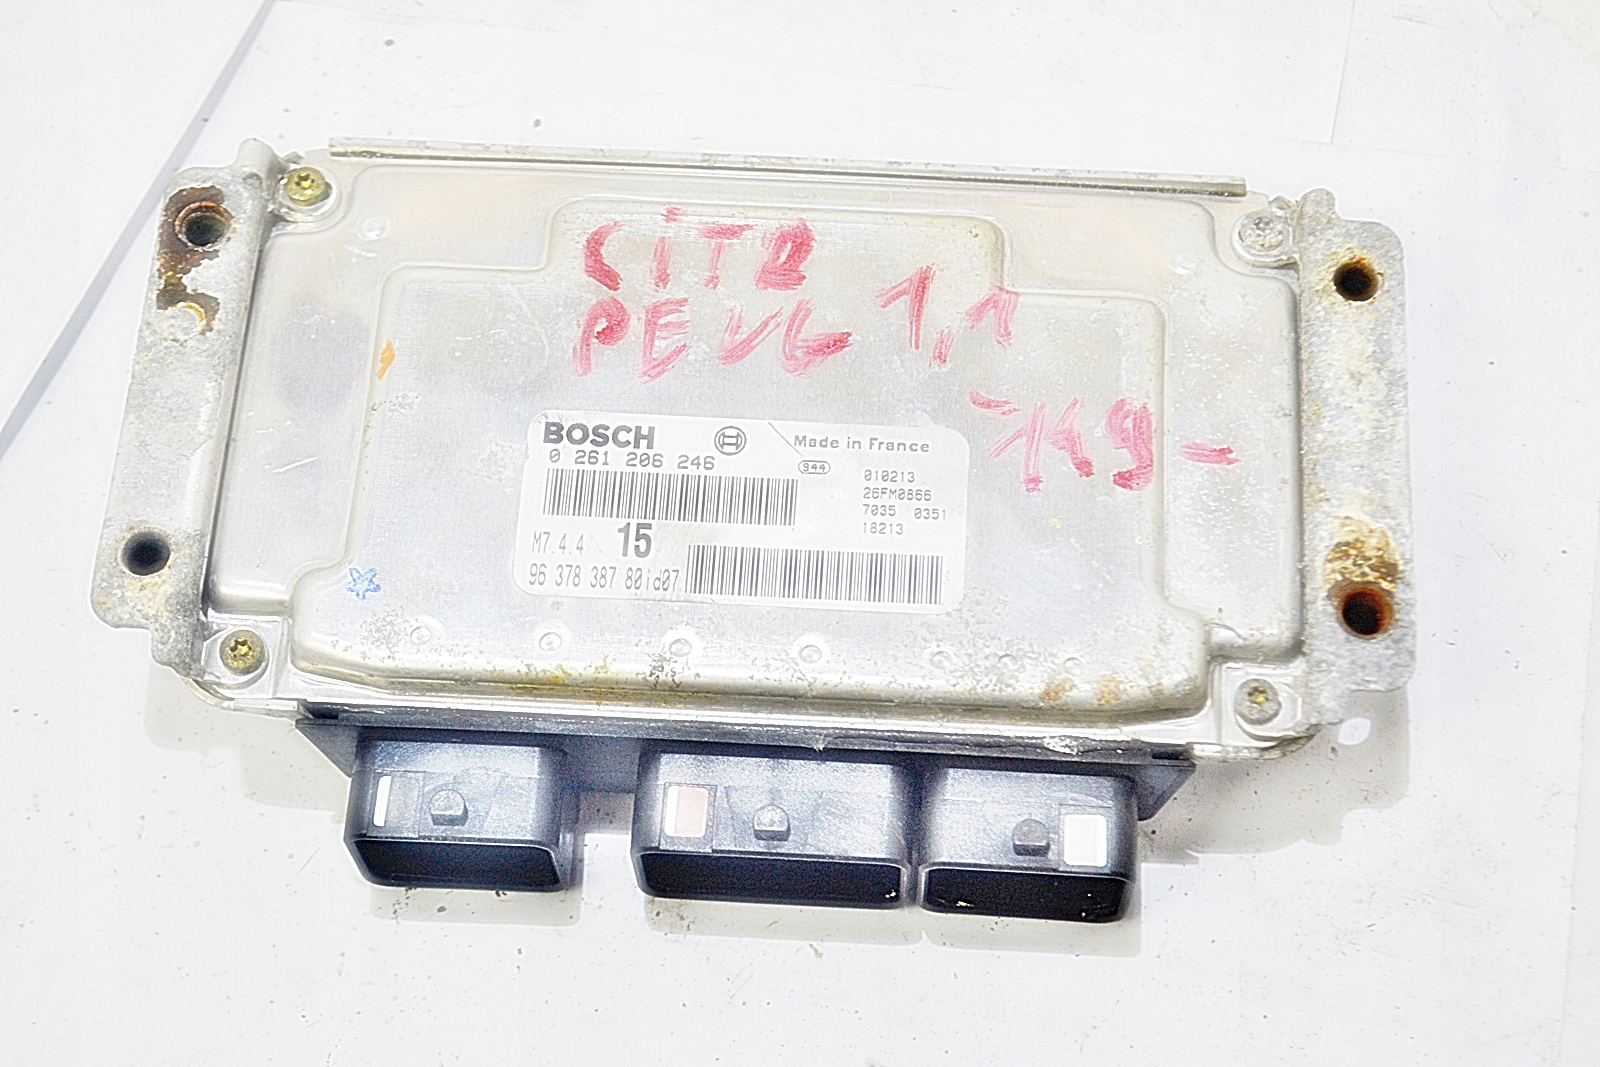 CITR
PEUG 1,1
-149-
BOSCH
Made in France
0 261 206 246
944
010213
26FM0866
7035 0351
18213
M7.4.4 15
96 378 387 80id07